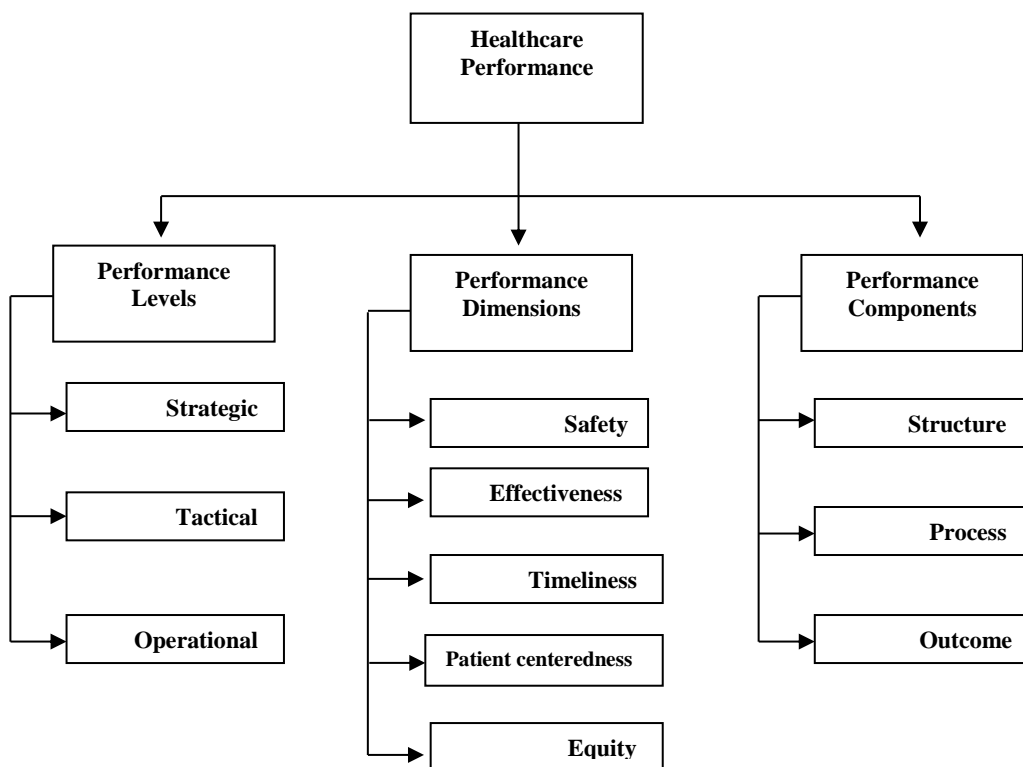 Healthcare
Performance
Performance
Levels
Strategic
Tactical
Operational
Performance
Dimensions
Safety
Effectiveness
Timeliness
Patient centeredness
Equity
Performance
Components
Structure
Process
Outcome